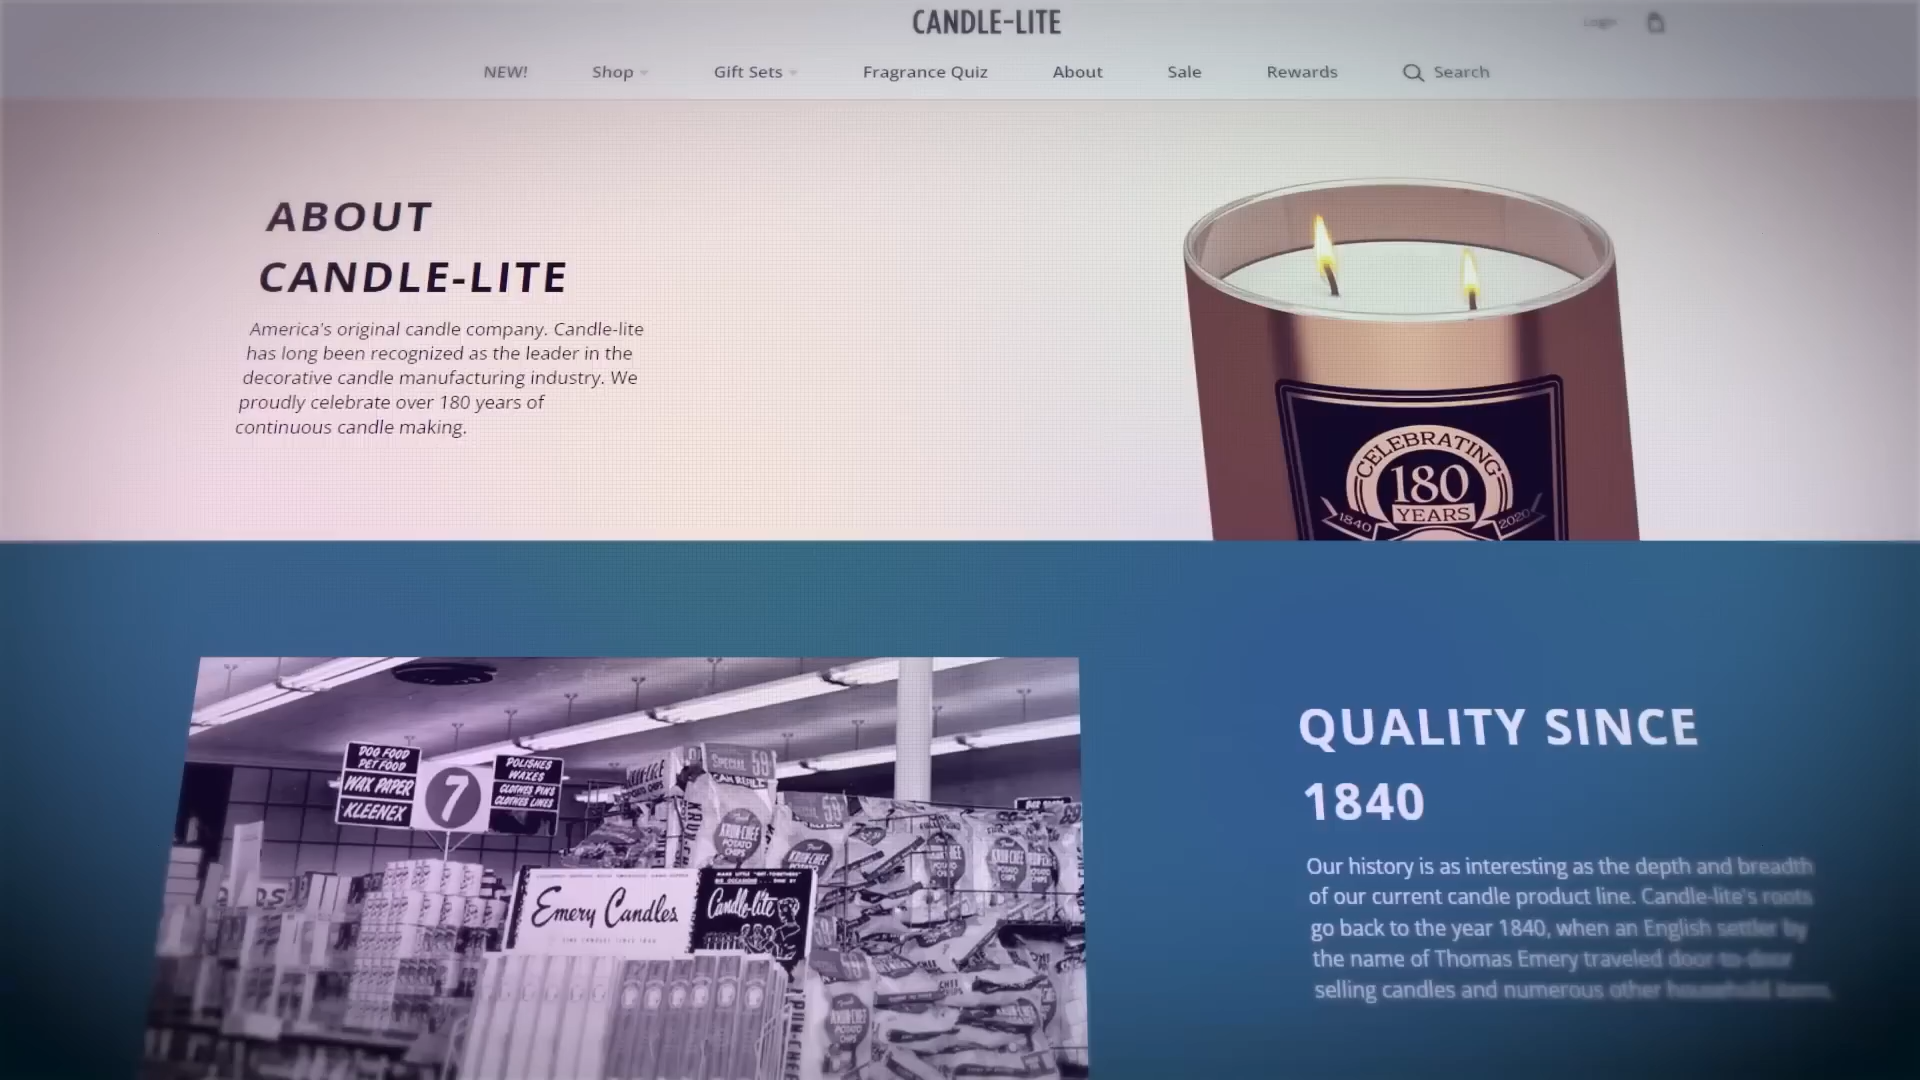 CANDLE-LITE
Login
NEW! Shop Gift Sets Fragrance Quiz About Sale Rewards Search
ABOUT
CANDLE-LITE
America's original candle company. Candle-lite
has long been recognized as the leader in the
decorative candle manufacturing industry. We
proudly celebrate over 180 years of
continuous candle making.
CELEBRATING
180
YEARS
1840 2020
DOG FOOD
PET FOOD
WAX PAPER
KLEENEX
7
POLISHES
WAXES
CLOTHES PINS
CLOTHES LINES
SPECIAL 59
KRUN-CHEE
POTATO
CHIPS
Emery Candles
Candle-lite
QUALITY SINCE
1840
Our history is as interesting as the depth and breadth
of our current candle product line. Candle-lite's roots
go back to the year 1840, when an English settler by
the name of Thomas Emery traveled door-to-door
selling candles and numerous other household items.